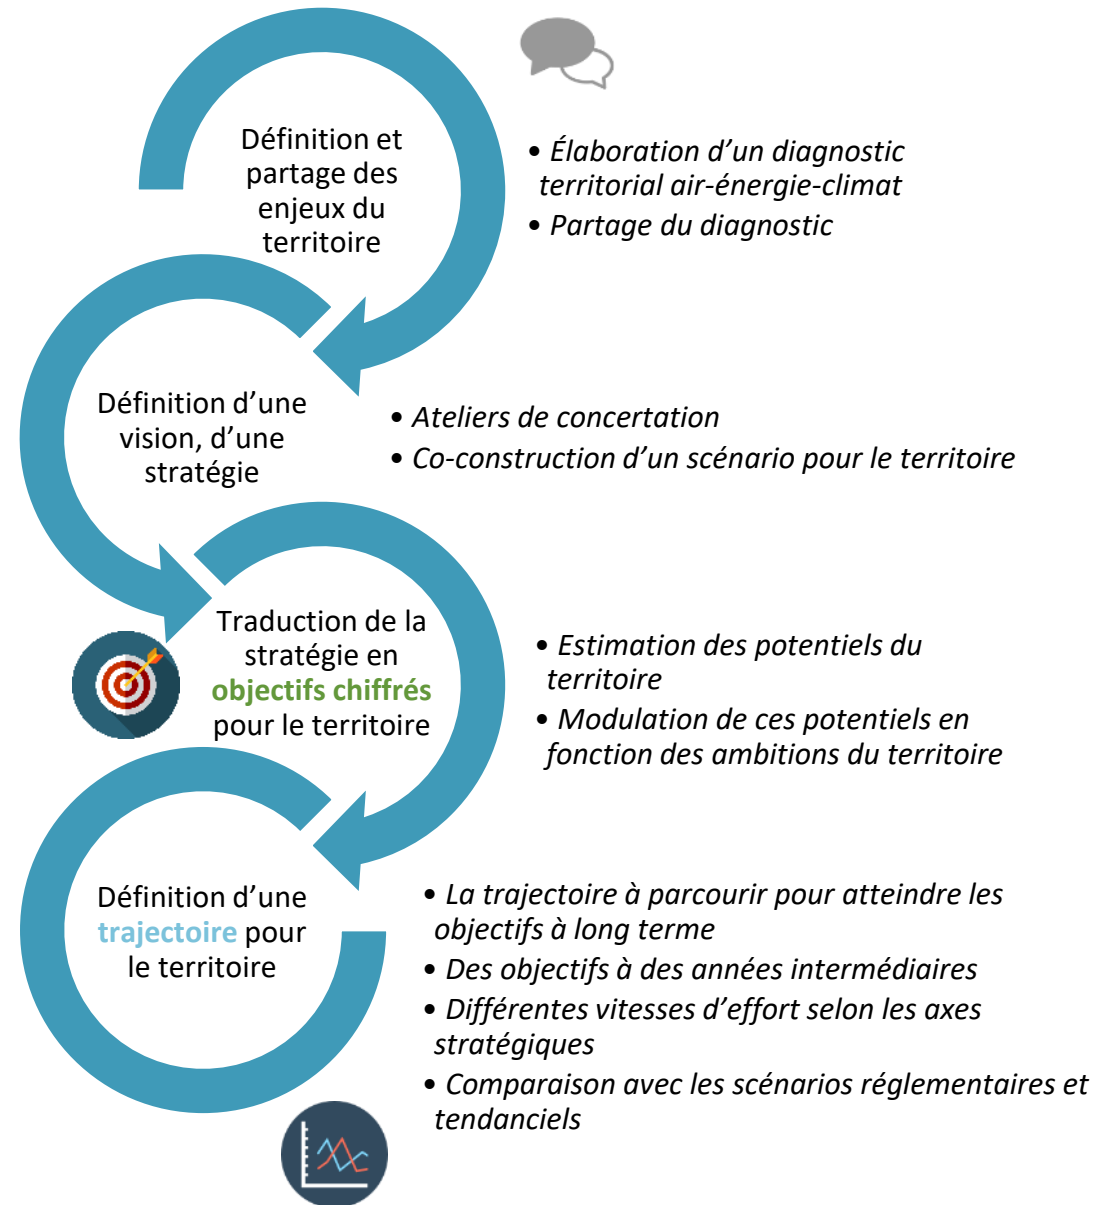 Définition et
partage des
enjeux du
territoire
• Élaboration d’un diagnostic
territorial air-énergie-climat
• Partage du diagnostic
Définition d’une
vision, d’une
stratégie
• Ateliers de concertation
• Co-construction d’un scénario pour le territoire
Traduction de la
stratégie en
objectifs chiffrés
pour le territoire
• Estimation des potentiels du
territoire
• Modulation de ces potentiels en
fonction des ambitions du territoire
Définition d’une
trajectoire pour
le territoire
• La trajectoire à parcourir pour atteindre les
objectifs à long terme
• Des objectifs à des années intermédiaires
• Différentes vitesses d’effort selon les axes
stratégiques
• Comparaison avec les scénarios réglementaires et
tendanciels